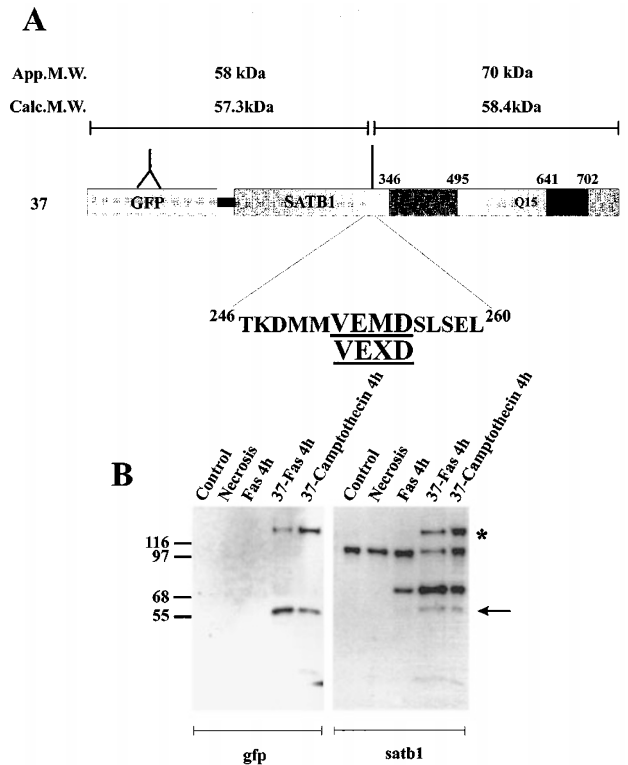 A
App.M.W. 58 kDa 70 kDa
Calc.M.W. 57.3kDa 58.4kDa
346 495 641 702
37 GFP SATB1 Q15
246 TKDMMVEMDSLSEL 260
VEXD
B
Control Necrosis Fas 4h 37-Fas 4h 37-Camptothecin 4h Control Necrosis Fas 4h 37-Fas 4h 37-Camptothecin 4h
*
116
97
68
55
gfp satb1